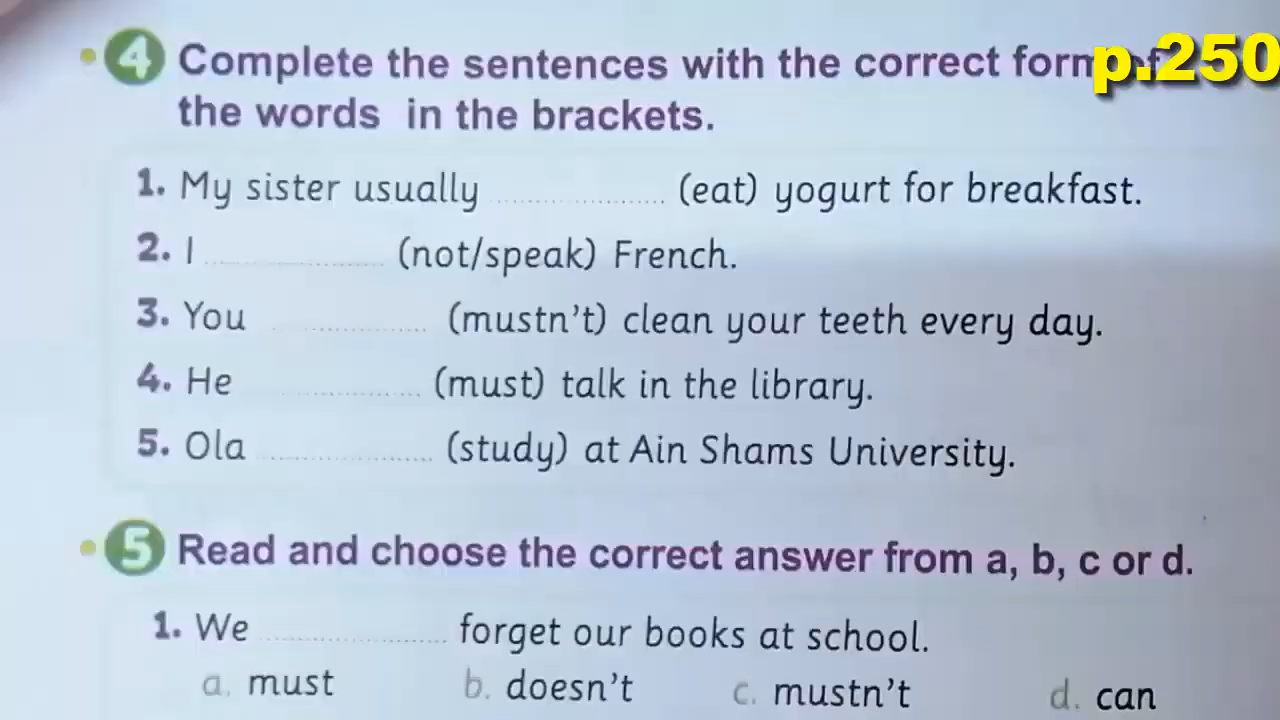 4 Complete the sentences with the correct form of p.250
the words in the brackets.
1. My sister usually .................... (eat) yogurt for breakfast.
2. I .................... (not/speak) French.
3. You .................... (mustn't) clean your teeth every day.
4. He .................... (must) talk in the library.
5. Ola .................... (study) at Ain Shams University.
5 Read and choose the correct answer from a, b, c or d.
1. We .................... forget our books at school.
a. must b. doesn't c. mustn't d. can